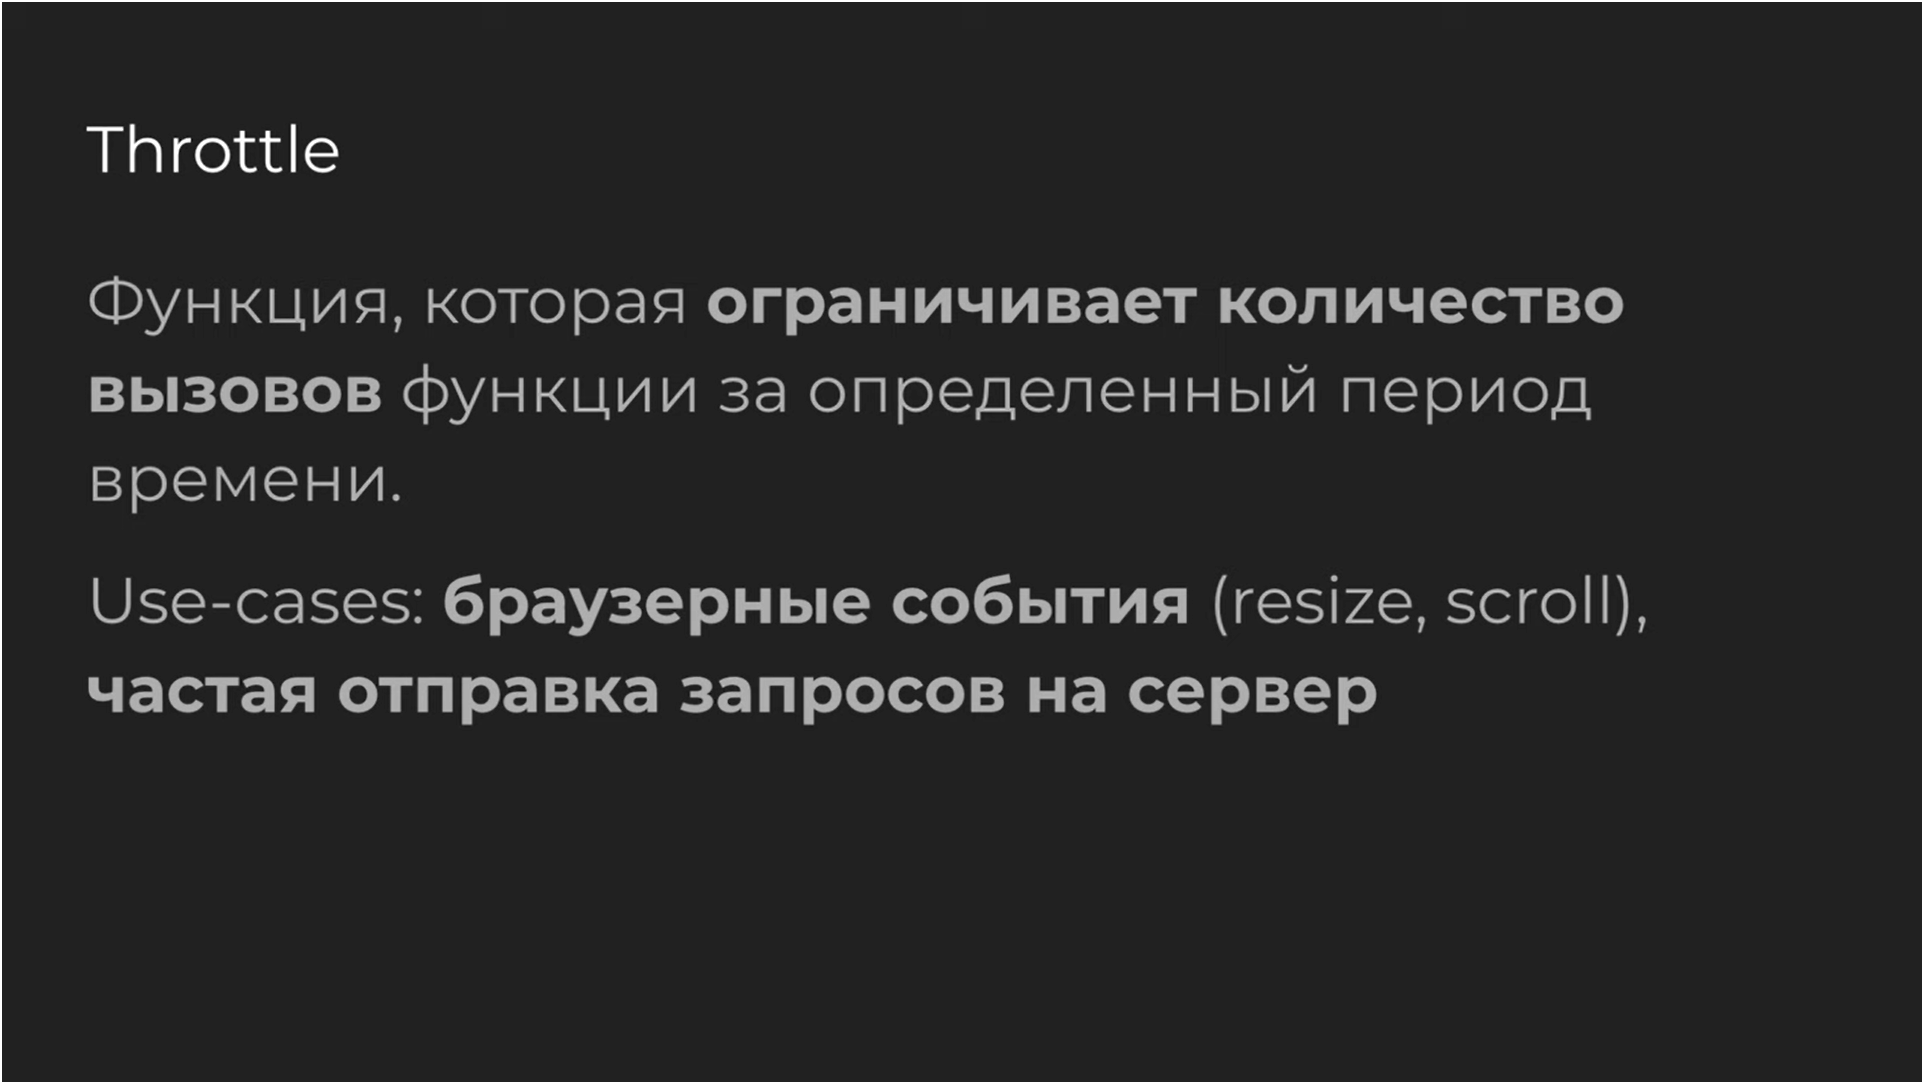 Throttle
Функция, которая ограничивает количество
вызовов функции за определенный период
времени.
Use-cases: браузерные события (resize, scroll),
частая отправка запросов на сервер